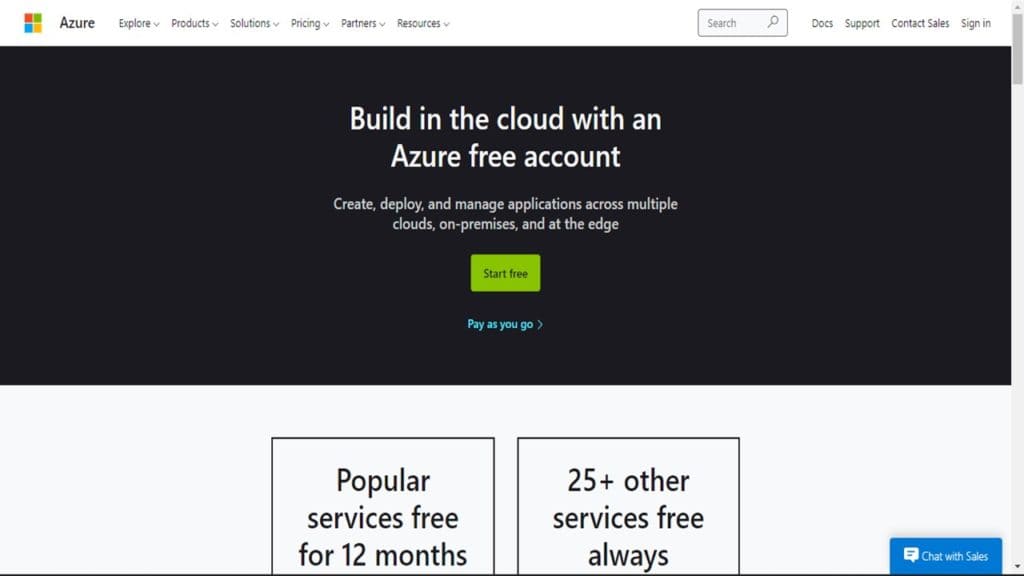 Azure Explore Products Solutions Pricing Partners Resources Search Docs Support Contact Sales Sign in
Build in the cloud with an
Azure free account
Create, deploy, and manage applications across multiple
clouds, on-premises, and at the edge
Start free
Pay as you go
Popular
services free
for 12 months
25+ other
services free
always
Chat with Sales